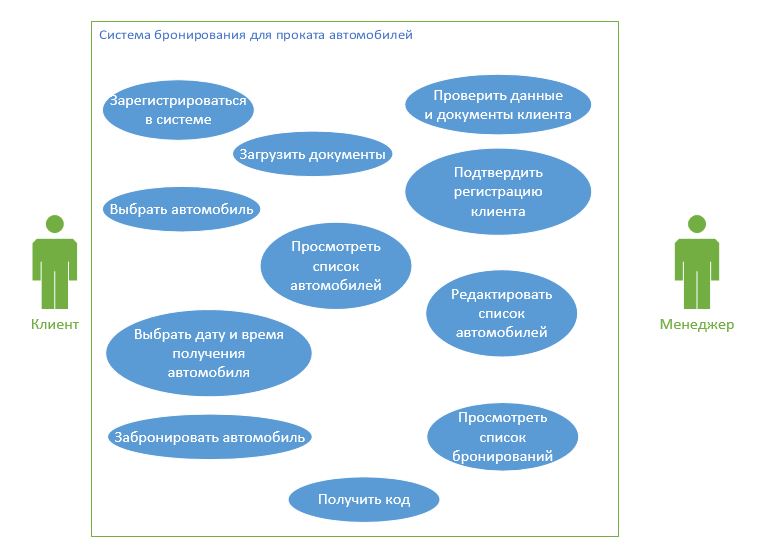 Система бронирования для проката автомобилей
Зарегистрироваться
в системе
Проверить данные
и документы клиента
Загрузить документы
Подтвердить
регистрацию
клиента
Выбрать автомобиль
Просмотреть
список
автомобилей
Редактировать
список
автомобилей
Клиент
Менеджер
Выбрать дату и время
получения
автомобиля
Забронировать автомобиль
Просмотреть
список
бронирований
Получить код